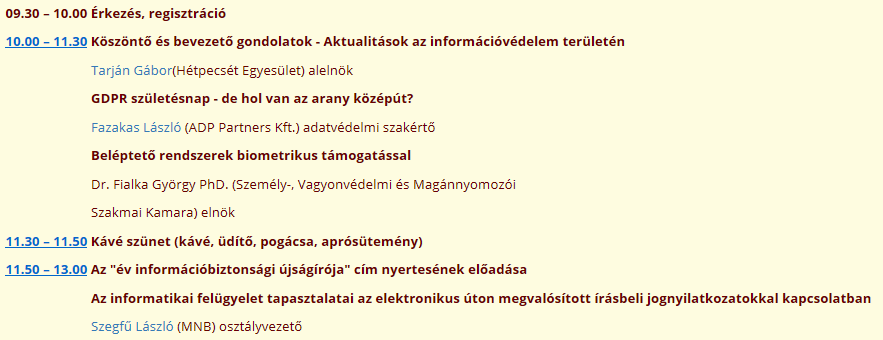 09.30 – 10.00 Érkezés, regisztráció
10.00 – 11.30 Köszöntő és bevezető gondolatok - Aktualitások az információvédelem területén
Tarján Gábor(Hétpecsét Egyesület) alelnök
GDPR születésnap - de hol van az arany középút?
Fazakas László (ADP Partners Kft.) adatvédelmi szakértő
Beléptető rendszerek biometrikus támogatással
Dr. Fialka György PhD. (Személy-, Vagyonvédelmi és Magánnyomozói
Szakmai Kamara) elnök
11.30 – 11.50 Kávé szünet (kávé, üdítő, pogácsa, aprósütemény)
11.50 – 13.00 Az "év információbiztonsági újságírója" cím nyertesének előadása
Az informatikai felügyelet tapasztalatai az elektronikus úton megvalósított írásbeli jognyilatkozatokkal kapcsolatban
Szegfű László (MNB) osztályvezető